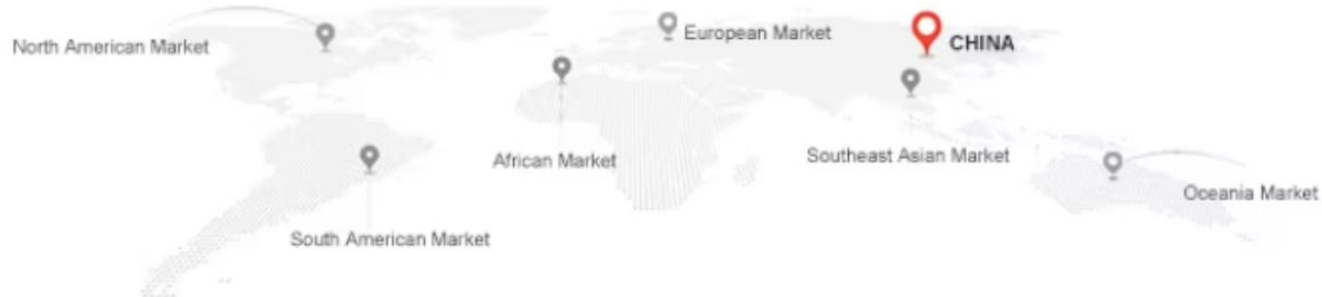 European Market
CHINA
North American Market
Southeast Asian Market
African Market
Oceania Market
South American Market